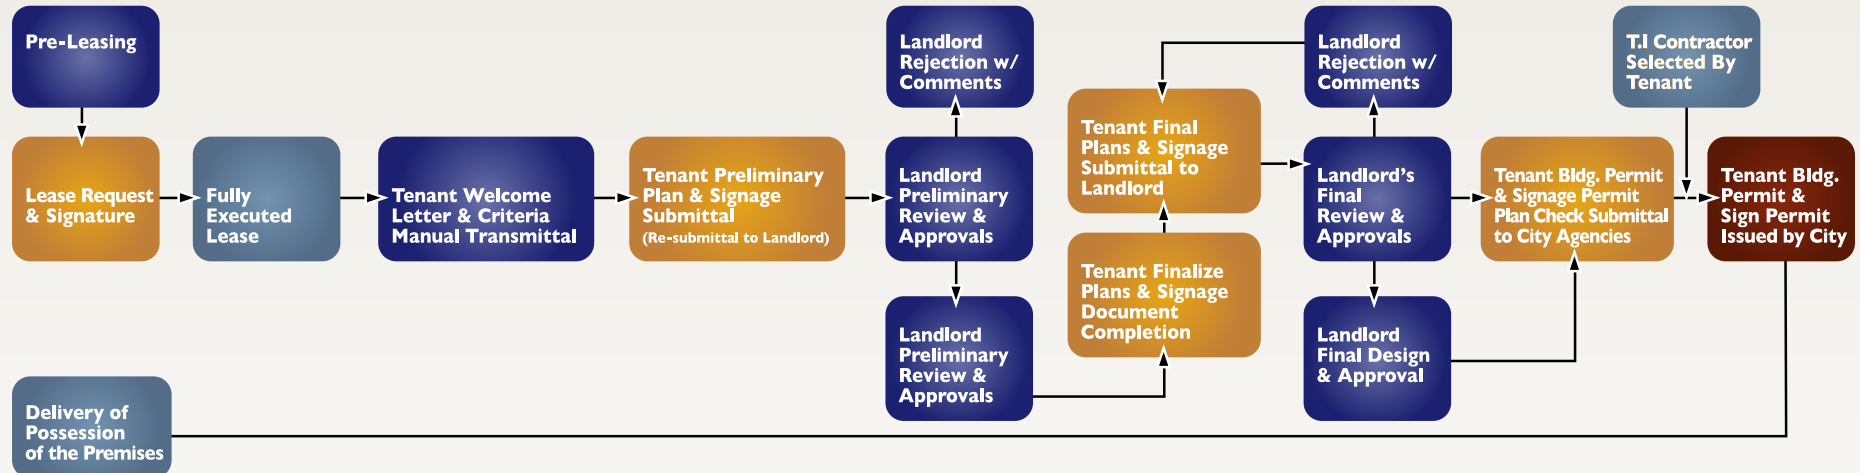 Pre-Leasing
Lease Request
& Signature
Fully
Executed
Lease
Tenant Welcome
Letter & Criteria
Manual Transmittal
Tenant Preliminary
Plan & Signage
Submittal
(Re-submittal to Landlord)
Landlord
Rejection w/
Comments
Landlord
Preliminary
Review &
Approvals
Landlord
Preliminary
Review &
Approvals
Tenant Final
Plans & Signage
Submittal to
Landlord
Tenant Finalize
Plans & Signage
Document
Completion
Landlord
Rejection w/
Comments
Landlord's
Final
Review &
Approvals
Landlord
Final Design
& Approval
Tenant Bldg. Permit
& Signage Permit
Plan Check Submittal
to City Agencies
T.I Contractor
Selected By
Tenant
Tenant Bldg.
Permit &
Sign Permit
Issued by City
Delivery of
Possession
of the Premises